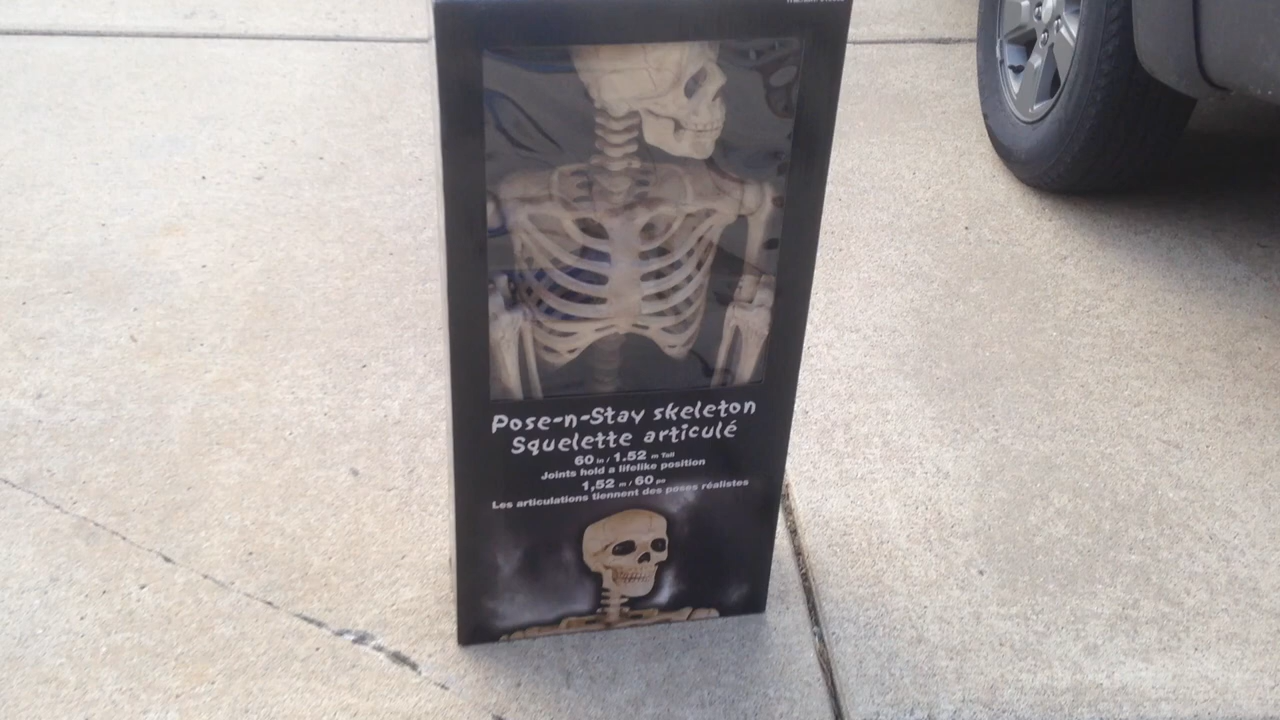 Pose-n-Stay skeleton
Squelette articulé
60 in / 1.52 m Tall
Joints hold a lifelike position
1,52 m / 60 po
Les articulations tiennent des poses réalistes